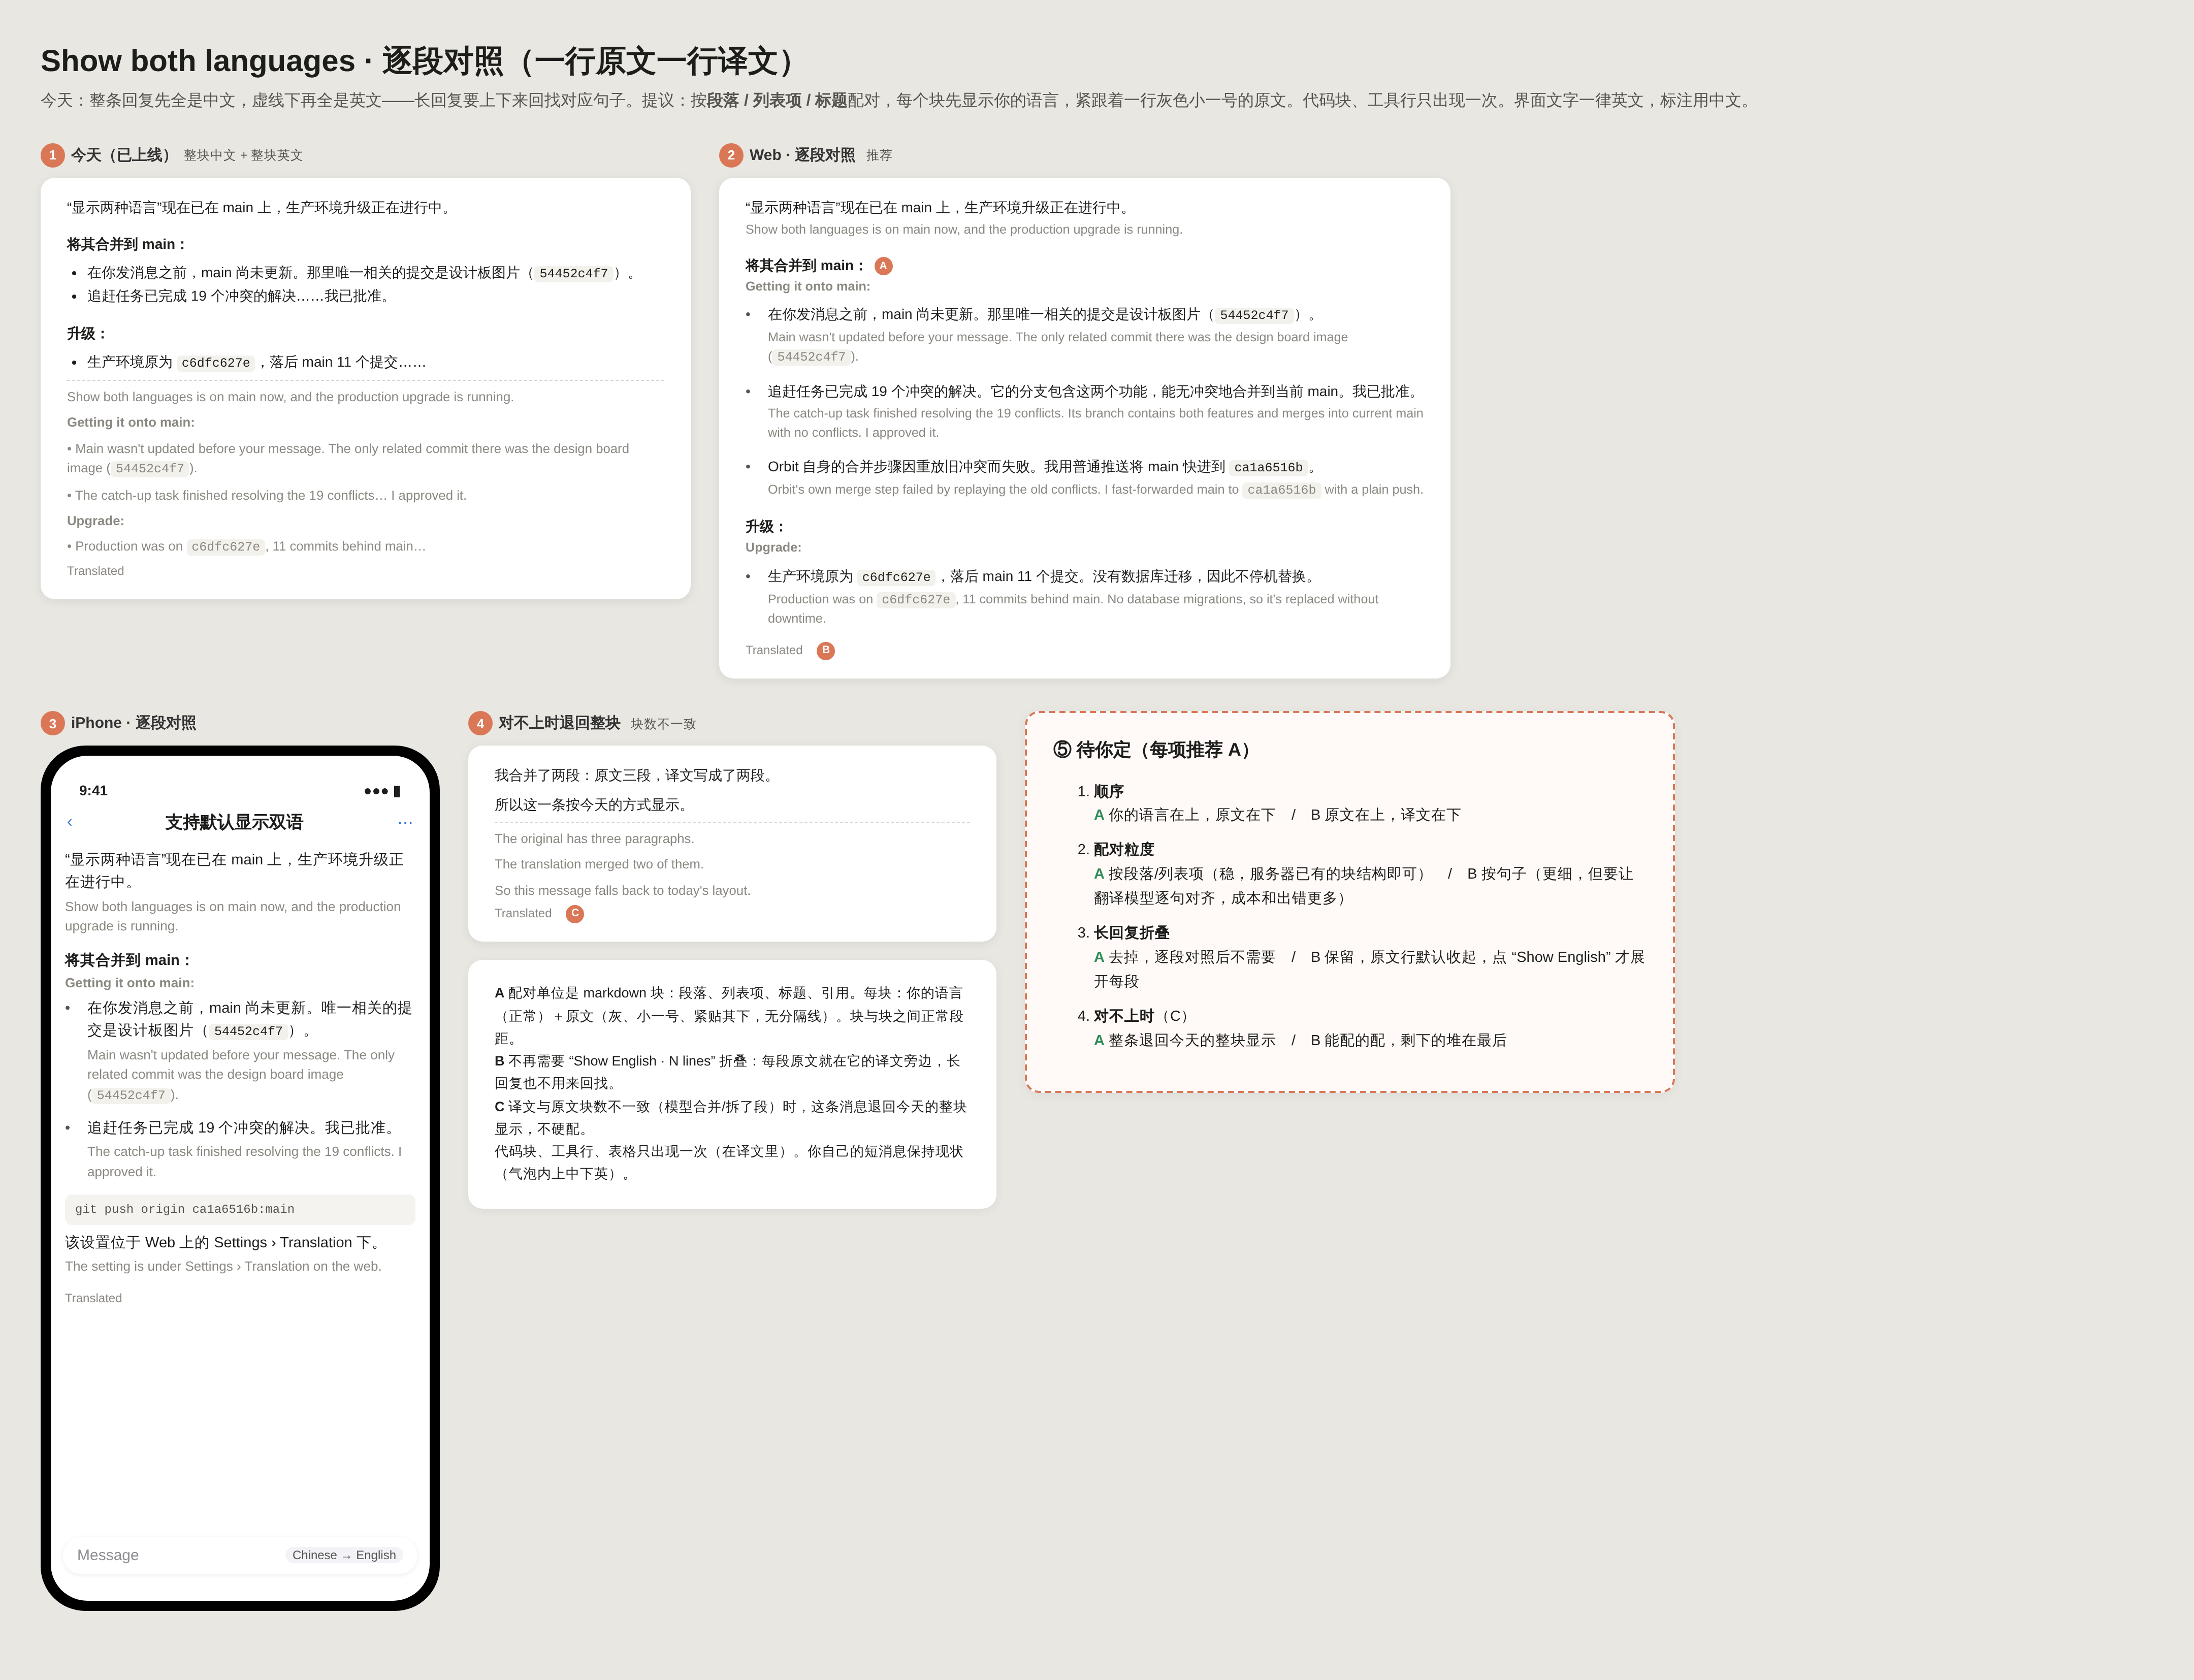 Show both languages · 逐段对照（一行原文一行译文）
今天：整条回复先全是中文，虚线下再全是英文——长回复要上下来回找对应句子。提议：按段落 / 列表项 / 标题配对，每个块先显示你的语言，紧跟着一行灰色小一号的原文。代码块、工具行只出现一次。界面文字一律英文，标注用中文。
1 今天（已上线） 整块中文 + 整块英文
“显示两种语言”现在已在 main 上，生产环境升级正在进行中。
将其合并到 main：
• 在你发消息之前，main 尚未更新。那里唯一相关的提交是设计板图片（54452c4f7）。
• 追赶任务已完成 19 个冲突的解决……我已批准。
升级：
• 生产环境原为 c6dfc627e，落后 main 11 个提交……
Show both languages is on main now, and the production upgrade is running.
Getting it onto main:
• Main wasn't updated before your message. The only related commit there was the design board
image (54452c4f7).
• The catch-up task finished resolving the 19 conflicts… I approved it.
Upgrade:
• Production was on c6dfc627e, 11 commits behind main…
Translated
2 Web · 逐段对照 推荐
“显示两种语言”现在已在 main 上，生产环境升级正在进行中。
Show both languages is on main now, and the production upgrade is running.
将其合并到 main： A
Getting it onto main:
• 在你发消息之前，main 尚未更新。那里唯一相关的提交是设计板图片（54452c4f7）。
Main wasn't updated before your message. The only related commit there was the design board image
(54452c4f7).
• 追赶任务已完成 19 个冲突的解决。它的分支包含这两个功能，能无冲突地合并到当前 main。我已批准。
The catch-up task finished resolving the 19 conflicts. Its branch contains both features and merges into current main
with no conflicts. I approved it.
• Orbit 自身的合并步骤因重放旧冲突而失败。我用普通推送将 main 快进到 ca1a6516b。
Orbit's own merge step failed by replaying the old conflicts. I fast-forwarded main to ca1a6516b with a plain push.
升级：
Upgrade:
• 生产环境原为 c6dfc627e，落后 main 11 个提交。没有数据库迁移，因此不停机替换。
Production was on c6dfc627e, 11 commits behind main. No database migrations, so it's replaced without
downtime.
Translated B
3 iPhone · 逐段对照
9:41
‹ 支持默认显示双语 ···
“显示两种语言”现在已在 main 上，生产环境升级正
在进行中。
Show both languages is on main now, and the production
upgrade is running.
将其合并到 main：
Getting it onto main:
• 在你发消息之前，main 尚未更新。唯一相关的提
交是设计板图片（54452c4f7）。
Main wasn't updated before your message. The only
related commit was the design board image
(54452c4f7).
• 追赶任务已完成 19 个冲突的解决。我已批准。
The catch-up task finished resolving the 19 conflicts. I
approved it.
git push origin ca1a6516b:main
该设置位于 Web 上的 Settings › Translation 下。
The setting is under Settings › Translation on the web.
Translated
Message Chinese → English
4 对不上时退回整块 块数不一致
我合并了两段：原文三段，译文写成了两段。
所以这一条按今天的方式显示。
The original has three paragraphs.
The translation merged two of them.
So this message falls back to today's layout.
Translated C
A 配对单位是 markdown 块：段落、列表项、标题、引用。每块：你的语言
（正常）＋原文（灰、小一号、紧贴其下，无分隔线）。块与块之间正常段
距。
B 不再需要 “Show English · N lines” 折叠：每段原文就在它的译文旁边，长
回复也不用来回找。
C 译文与原文块数不一致（模型合并/拆了段）时，这条消息退回今天的整块
显示，不硬配。
代码块、工具行、表格只出现一次（在译文里）。你自己的短消息保持现状
（气泡内上中下英）。
⑤ 待你定（每项推荐 A）
1. 顺序
A 你的语言在上，原文在下 / B 原文在上，译文在下
2. 配对粒度
A 按段落/列表项（稳，服务器已有的块结构即可） / B 按句子（更细，但要让
翻译模型逐句对齐，成本和出错更多）
3. 长回复折叠
A 去掉，逐段对照后不需要 / B 保留，原文行默认收起，点 “Show English” 才展
开每段
4. 对不上时（C）
A 整条退回今天的整块显示 / B 能配的配，剩下的堆在最后